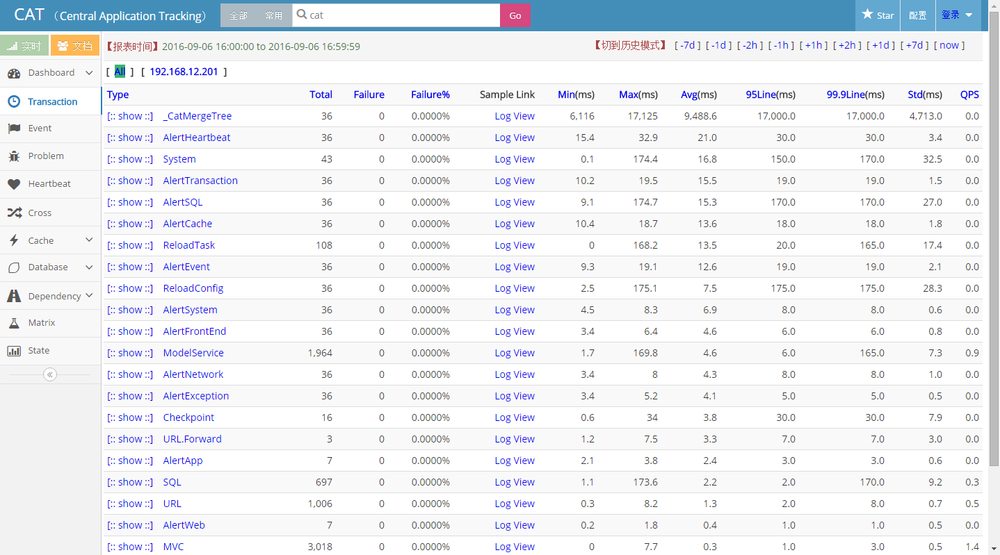 CAT （Central Application Tracking） 全部 常用 cat Go Star 配置 登录
实时 文档 【报表时间】2016-09-06 16:00:00 to 2016-09-06 16:59:59 【切到历史模式】 [ -7d ] [ -1d ] [ -2h ] [ -1h ] [ +1h ] [ +2h ] [ +1d ] [ +7d ] [ now ]
Dashboard
Transaction
Event
Problem
Heartbeat
Cross
Cache
Database
Dependency
Matrix
State
[ All ] [ 192.168.12.201 ]
Type Total Failure Failure% Sample Link Min(ms) Max(ms) Avg(ms) 95Line(ms) 99.9Line(ms) Std(ms) QPS
[:: show ::] _CatMergeTree 36 0 0.0000% Log View 6,116 17,125 9,488.6 17,000.0 17,000.0 4,713.0 0.0
[:: show ::] AlertHeartbeat 36 0 0.0000% Log View 15.4 32.9 21.0 30.0 30.0 3.4 0.0
[:: show ::] System 43 0 0.0000% Log View 0.1 174.4 16.8 150.0 170.0 32.5 0.0
[:: show ::] AlertTransaction 36 0 0.0000% Log View 10.2 19.5 15.5 19.0 19.0 1.5 0.0
[:: show ::] AlertSQL 36 0 0.0000% Log View 9.1 174.7 15.3 170.0 170.0 27.0 0.0
[:: show ::] AlertCache 36 0 0.0000% Log View 10.4 18.7 13.6 18.0 18.0 1.8 0.0
[:: show ::] ReloadTask 108 0 0.0000% Log View 0 168.2 13.5 20.0 165.0 17.4 0.0
[:: show ::] AlertEvent 36 0 0.0000% Log View 9.3 19.1 12.6 19.0 19.0 2.1 0.0
[:: show ::] ReloadConfig 36 0 0.0000% Log View 2.5 175.1 7.5 175.0 175.0 28.3 0.0
[:: show ::] AlertSystem 36 0 0.0000% Log View 4.5 8.3 6.9 8.0 8.0 0.6 0.0
[:: show ::] AlertFrontEnd 36 0 0.0000% Log View 3.4 6.4 4.6 6.0 6.0 0.8 0.0
[:: show ::] ModelService 1,964 0 0.0000% Log View 1.7 169.8 4.6 6.0 165.0 7.3 0.9
[:: show ::] AlertNetwork 36 0 0.0000% Log View 3.4 8 4.3 8.0 8.0 1.0 0.0
[:: show ::] AlertException 36 0 0.0000% Log View 3.4 5.2 4.1 5.0 5.0 0.5 0.0
[:: show ::] Checkpoint 16 0 0.0000% Log View 0.6 34 3.8 30.0 30.0 7.9 0.0
[:: show ::] URL.Forward 3 0 0.0000% Log View 1.2 7.5 3.3 7.0 7.0 3.0 0.0
[:: show ::] AlertApp 7 0 0.0000% Log View 2.1 3.8 2.4 3.0 3.0 0.6 0.0
[:: show ::] SQL 697 0 0.0000% Log View 1.1 173.6 2.2 2.0 170.0 9.2 0.3
[:: show ::] URL 1,006 0 0.0000% Log View 0.3 8.2 1.3 2.0 8.0 0.7 0.5
[:: show ::] AlertWeb 7 0 0.0000% Log View 0.2 1.8 0.4 1.0 1.0 0.5 0.0
[:: show ::] MVC 3,018 0 0.0000% Log View 0 7.7 0.3 1.0 3.0 0.5 1.4